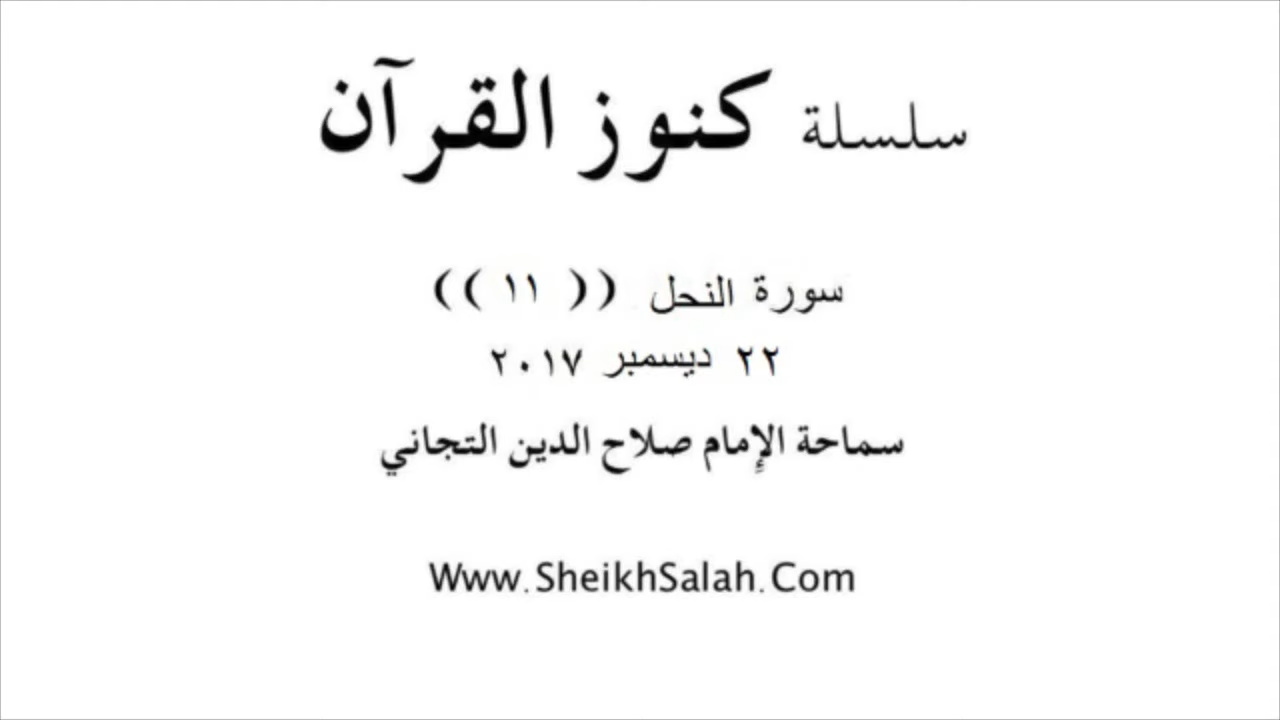 سلسلة كنوز القرآن
سورة النحل (( ١١ ))
٢٢ ديسمبر ٢٠١٧
سماحة الإمام صلاح الدين التجاني
Www.SheikhSalah.Com